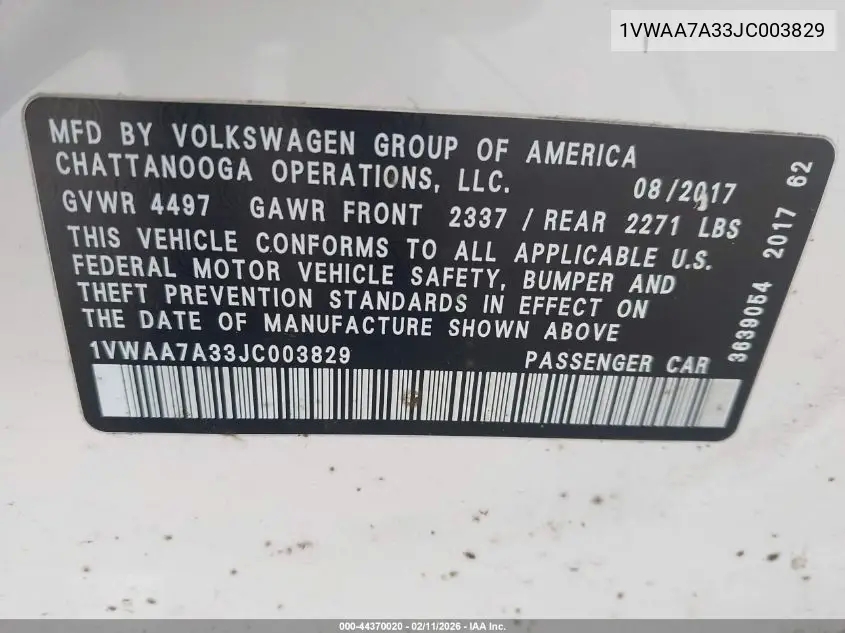 1VWAA7A33JC003829
MFD BY VOLKSWAGEN GROUP OF AMERICA
CHATTANOOGA OPERATIONS, LLC.
08/2017
GVWR 4497 GAWR FRONT 2337 / REAR 2271 LBS
THIS VEHICLE CONFORMS TO ALL APPLICABLE U.S.
FEDERAL MOTOR VEHICLE SAFETY, BUMPER AND
THEFT PREVENTION STANDARDS IN EFFECT ON
THE DATE OF MANUFACTURE SHOWN ABOVE
1VWAA7A33JC003829 PASSENGER CAR
3639054 2017 62
000-44370020 - 02/11/2026 - IAA Inc.